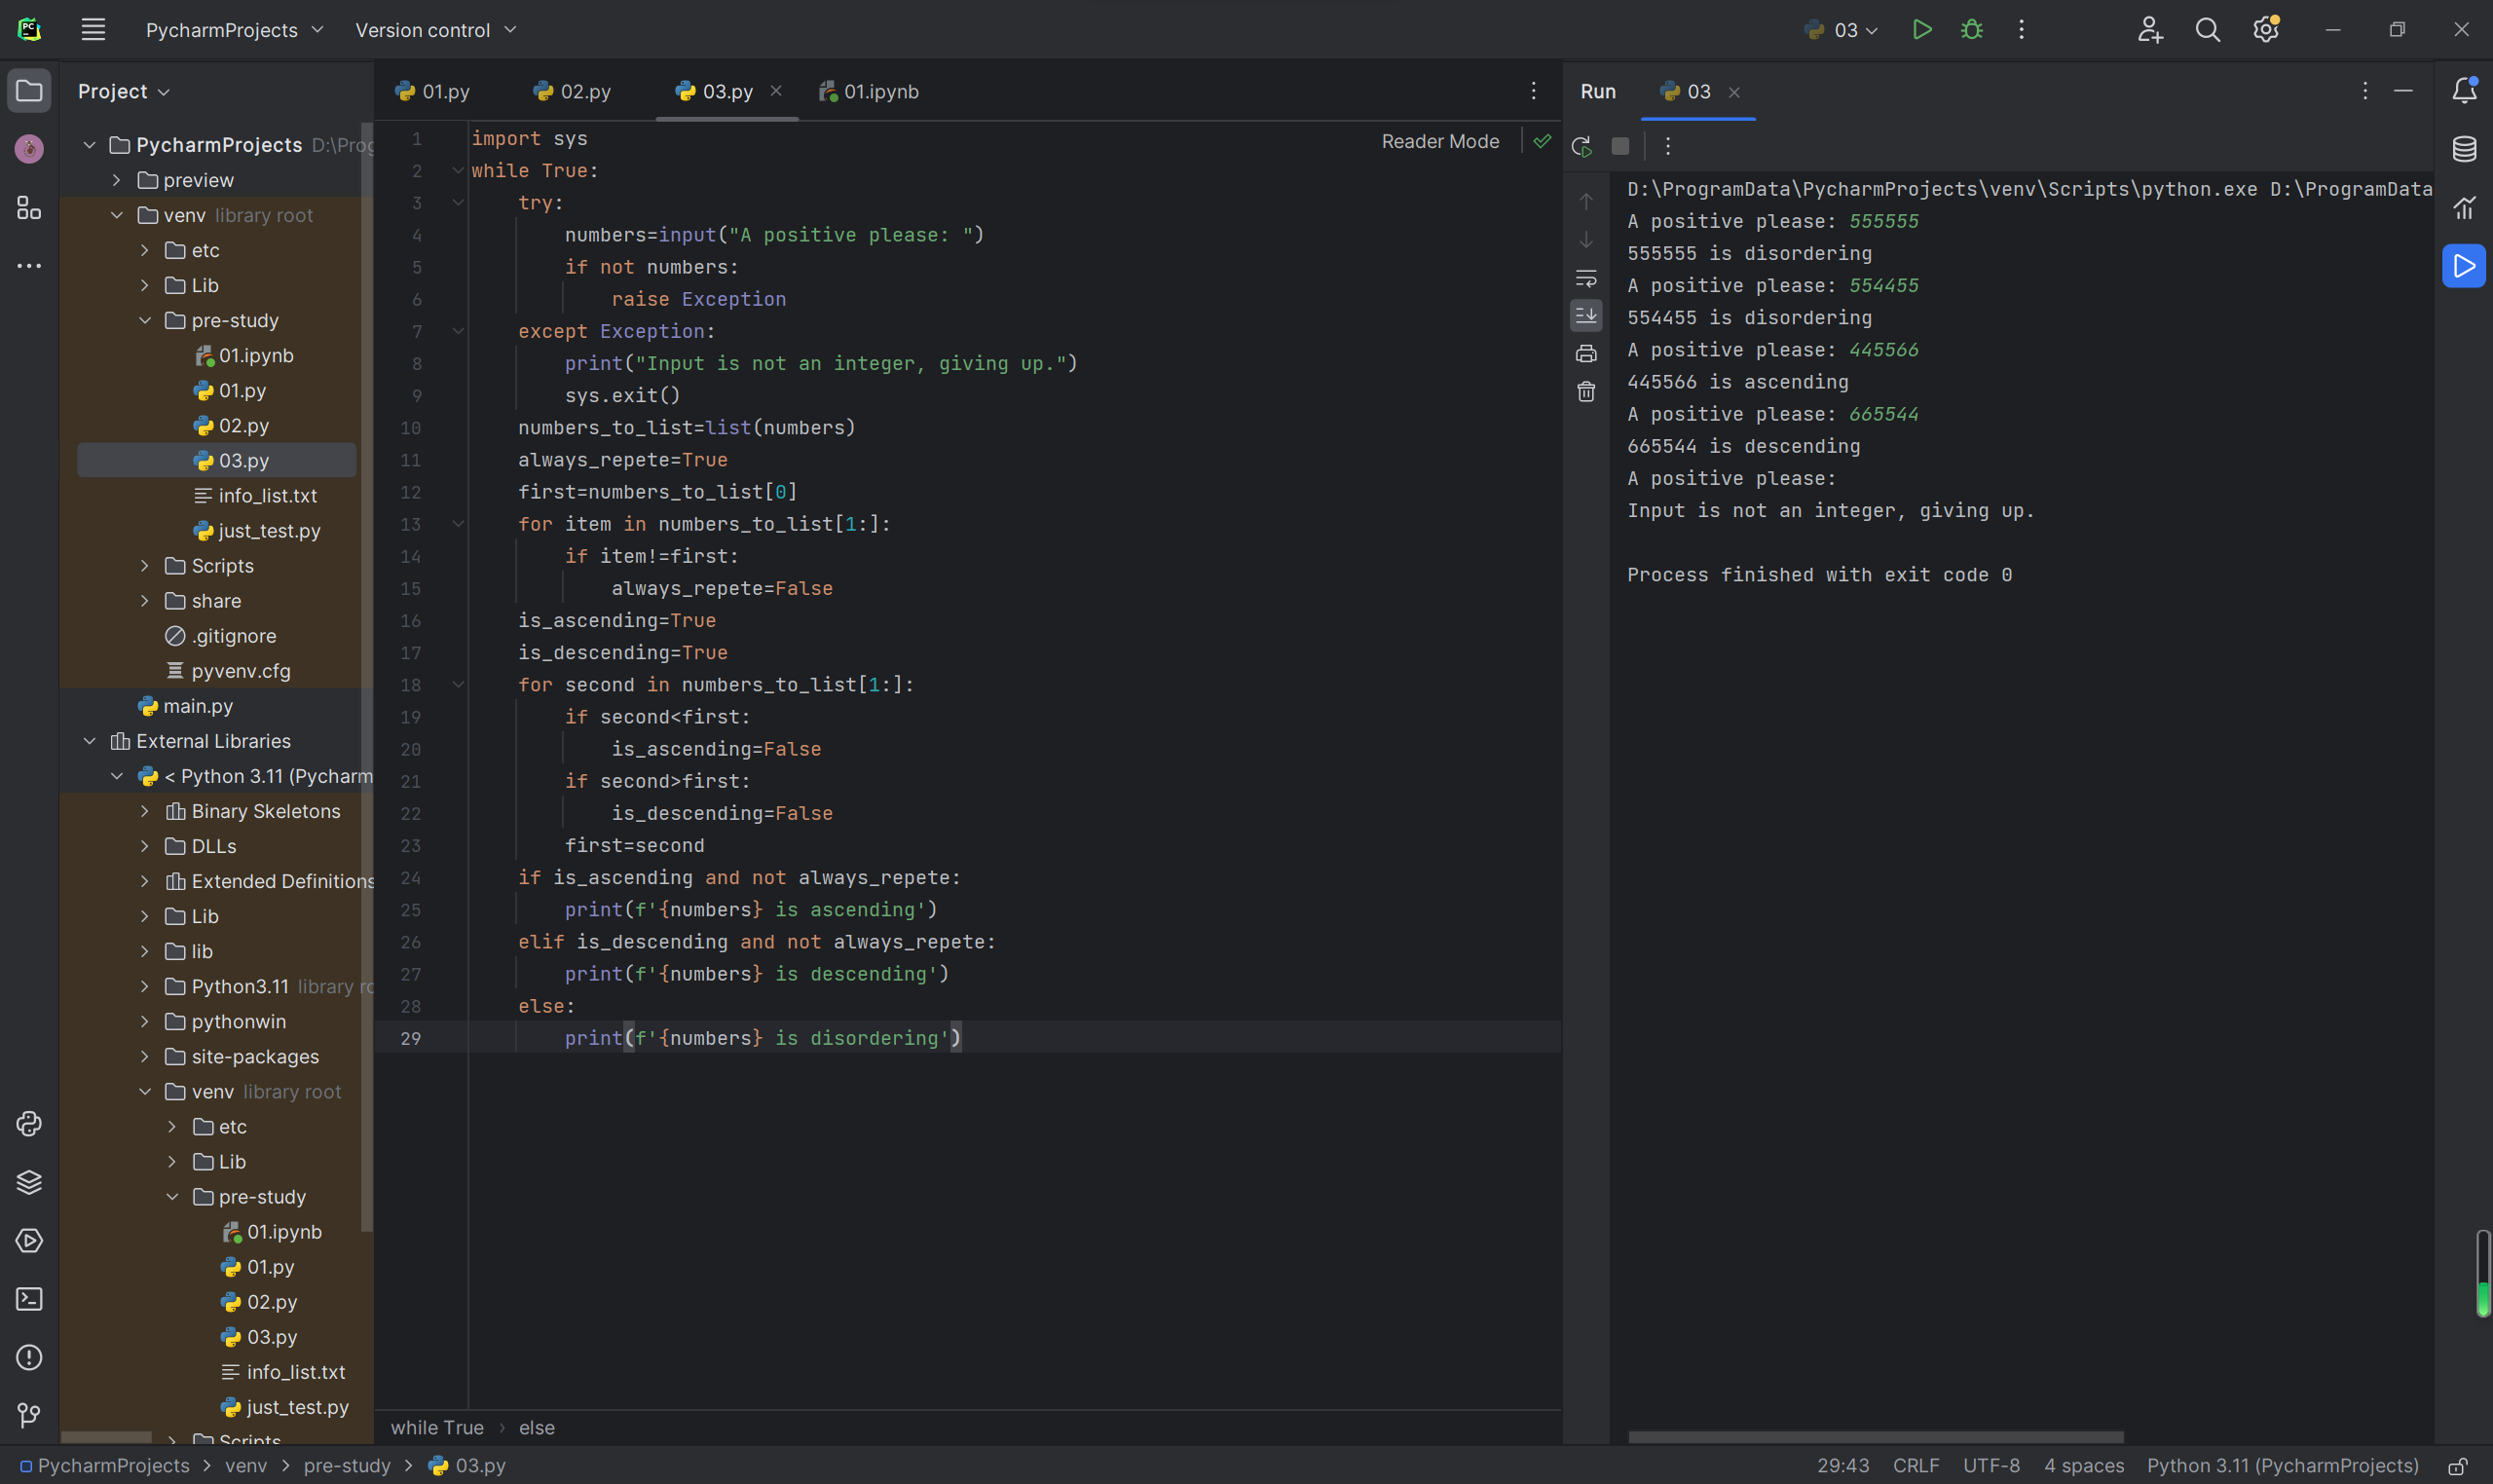 PycharmProjects
Version control
03
Project
01.py
02.py
03.py
01.ipynb
Run
03
PycharmProjects D:\Prog
preview
venv library root
etc
Lib
pre-study
01.ipynb
01.py
02.py
03.py
info_list.txt
just_test.py
Scripts
share
.gitignore
pyvenv.cfg
main.py
External Libraries
< Python 3.11 (Pycharm
Binary Skeletons
DLLs
Extended Definitions
Lib
lib
Python3.11 library ro
pythonwin
site-packages
venv library root
etc
Lib
pre-study
01.ipynb
01.py
02.py
03.py
info_list.txt
just_test.py
Scripts
Reader Mode
1 import sys
2 while True:
3     try:
4         numbers=input("A positive please: ")
5         if not numbers:
6             raise Exception
7     except Exception:
8         print("Input is not an integer, giving up.")
9         sys.exit()
10     numbers_to_list=list(numbers)
11     always_repete=True
12     first=numbers_to_list[0]
13     for item in numbers_to_list[1:]:
14         if item!=first:
15             always_repete=False
16     is_ascending=True
17     is_descending=True
18     for second in numbers_to_list[1:]:
19         if second<first:
20             is_ascending=False
21         if second>first:
22             is_descending=False
23         first=second
24     if is_ascending and not always_repete:
25         print(f'{numbers} is ascending')
26     elif is_descending and not always_repete:
27         print(f'{numbers} is descending')
28     else:
29         print(f'{numbers} is disordering')
while True > else
D:\ProgramData\PycharmProjects\venv\Scripts\python.exe D:\ProgramData
A positive please: 555555
555555 is disordering
A positive please: 554455
554455 is disordering
A positive please: 445566
445566 is ascending
A positive please: 665544
665544 is descending
A positive please:
Input is not an integer, giving up.
Process finished with exit code 0
PycharmProjects > venv > pre-study > 03.py
29:43 CRLF UTF-8 4 spaces Python 3.11 (PycharmProjects)